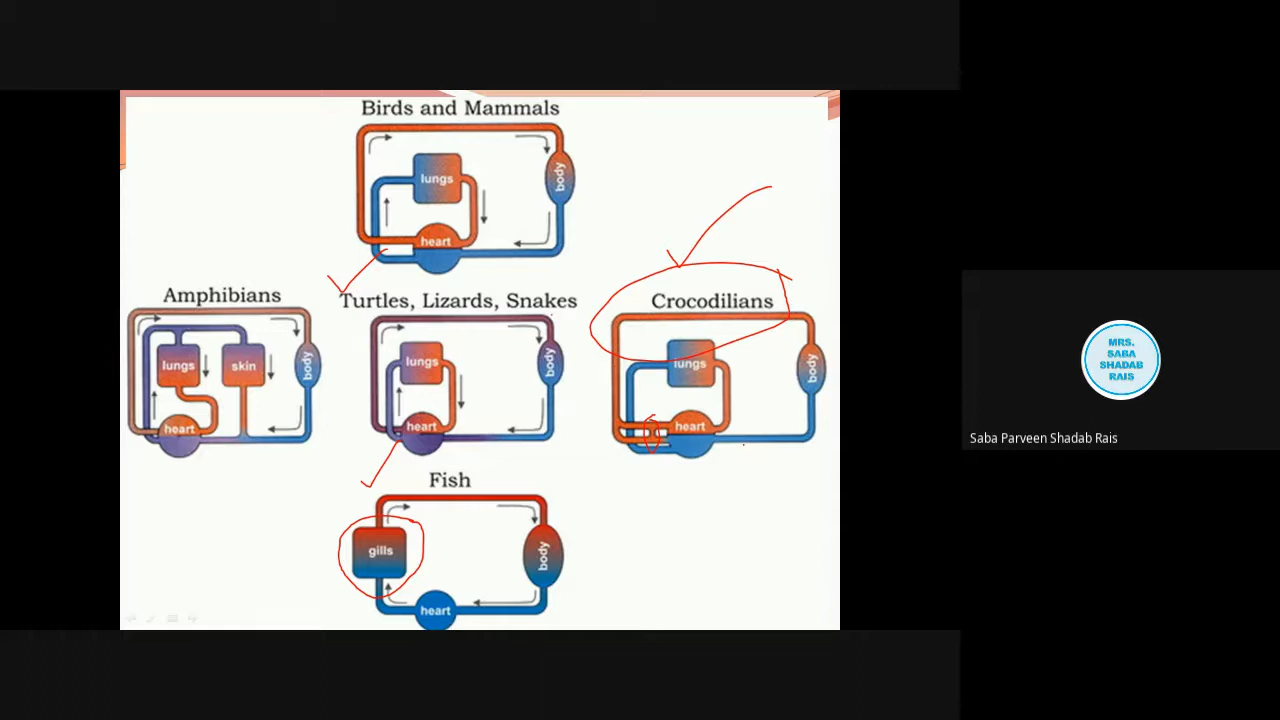 Birds and Mammals
lungs
body
heart
Amphibians
lungs
skin
body
heart
Turtles, Lizards, Snakes
lungs
body
heart
Crocodilians
lungs
body
heart
Fish
gills
body
heart
MRS.
SABA
SHADAB
RAIS
Saba Parveen Shadab Rais